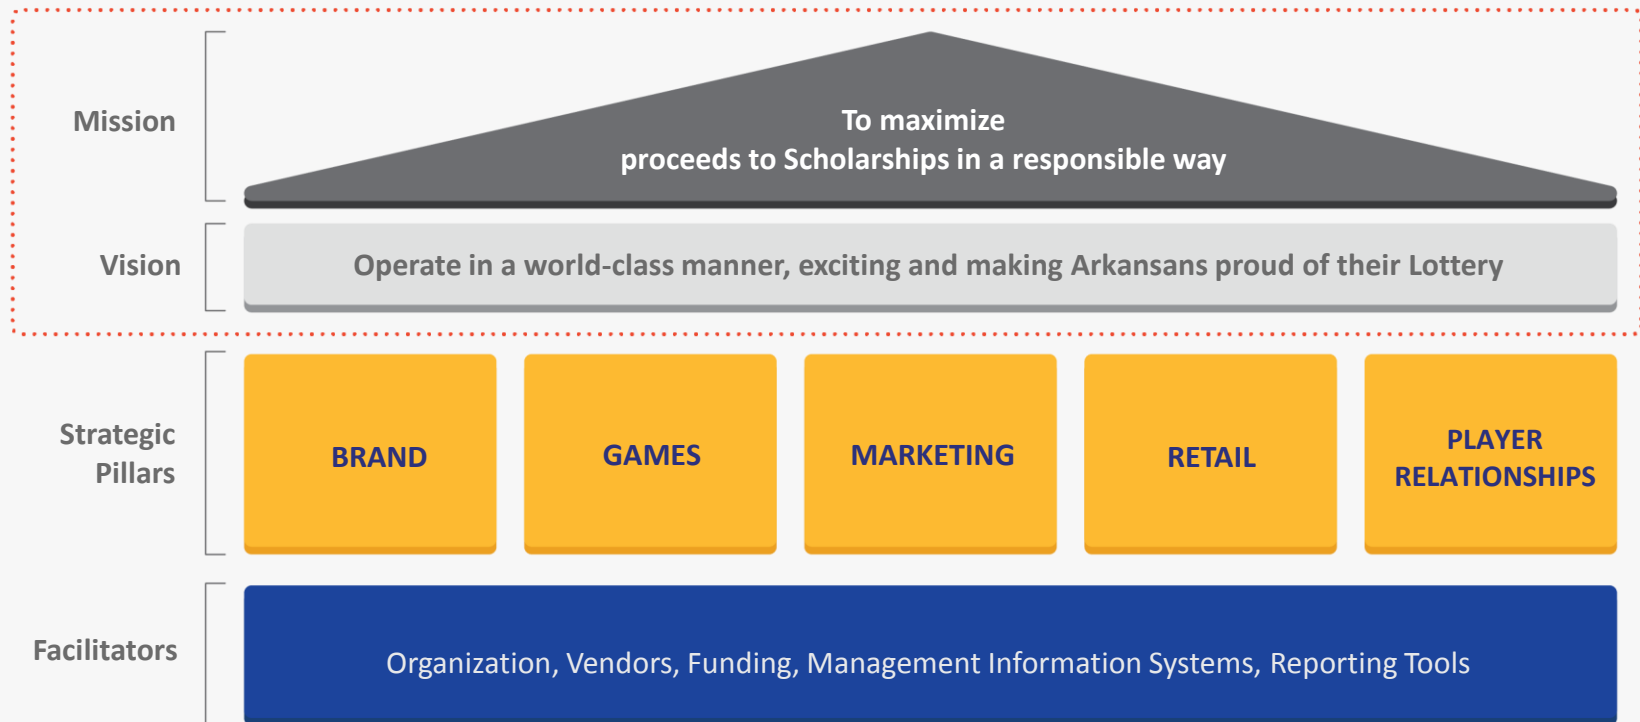 Mission
To maximize
proceeds to Scholarships in a responsible way
Vision
Operate in a world-class manner, exciting and making Arkansans proud of their Lottery
Strategic
Pillars
BRAND
GAMES
MARKETING
RETAIL
PLAYER
RELATIONSHIPS
Facilitators
Organization, Vendors, Funding, Management Information Systems, Reporting Tools